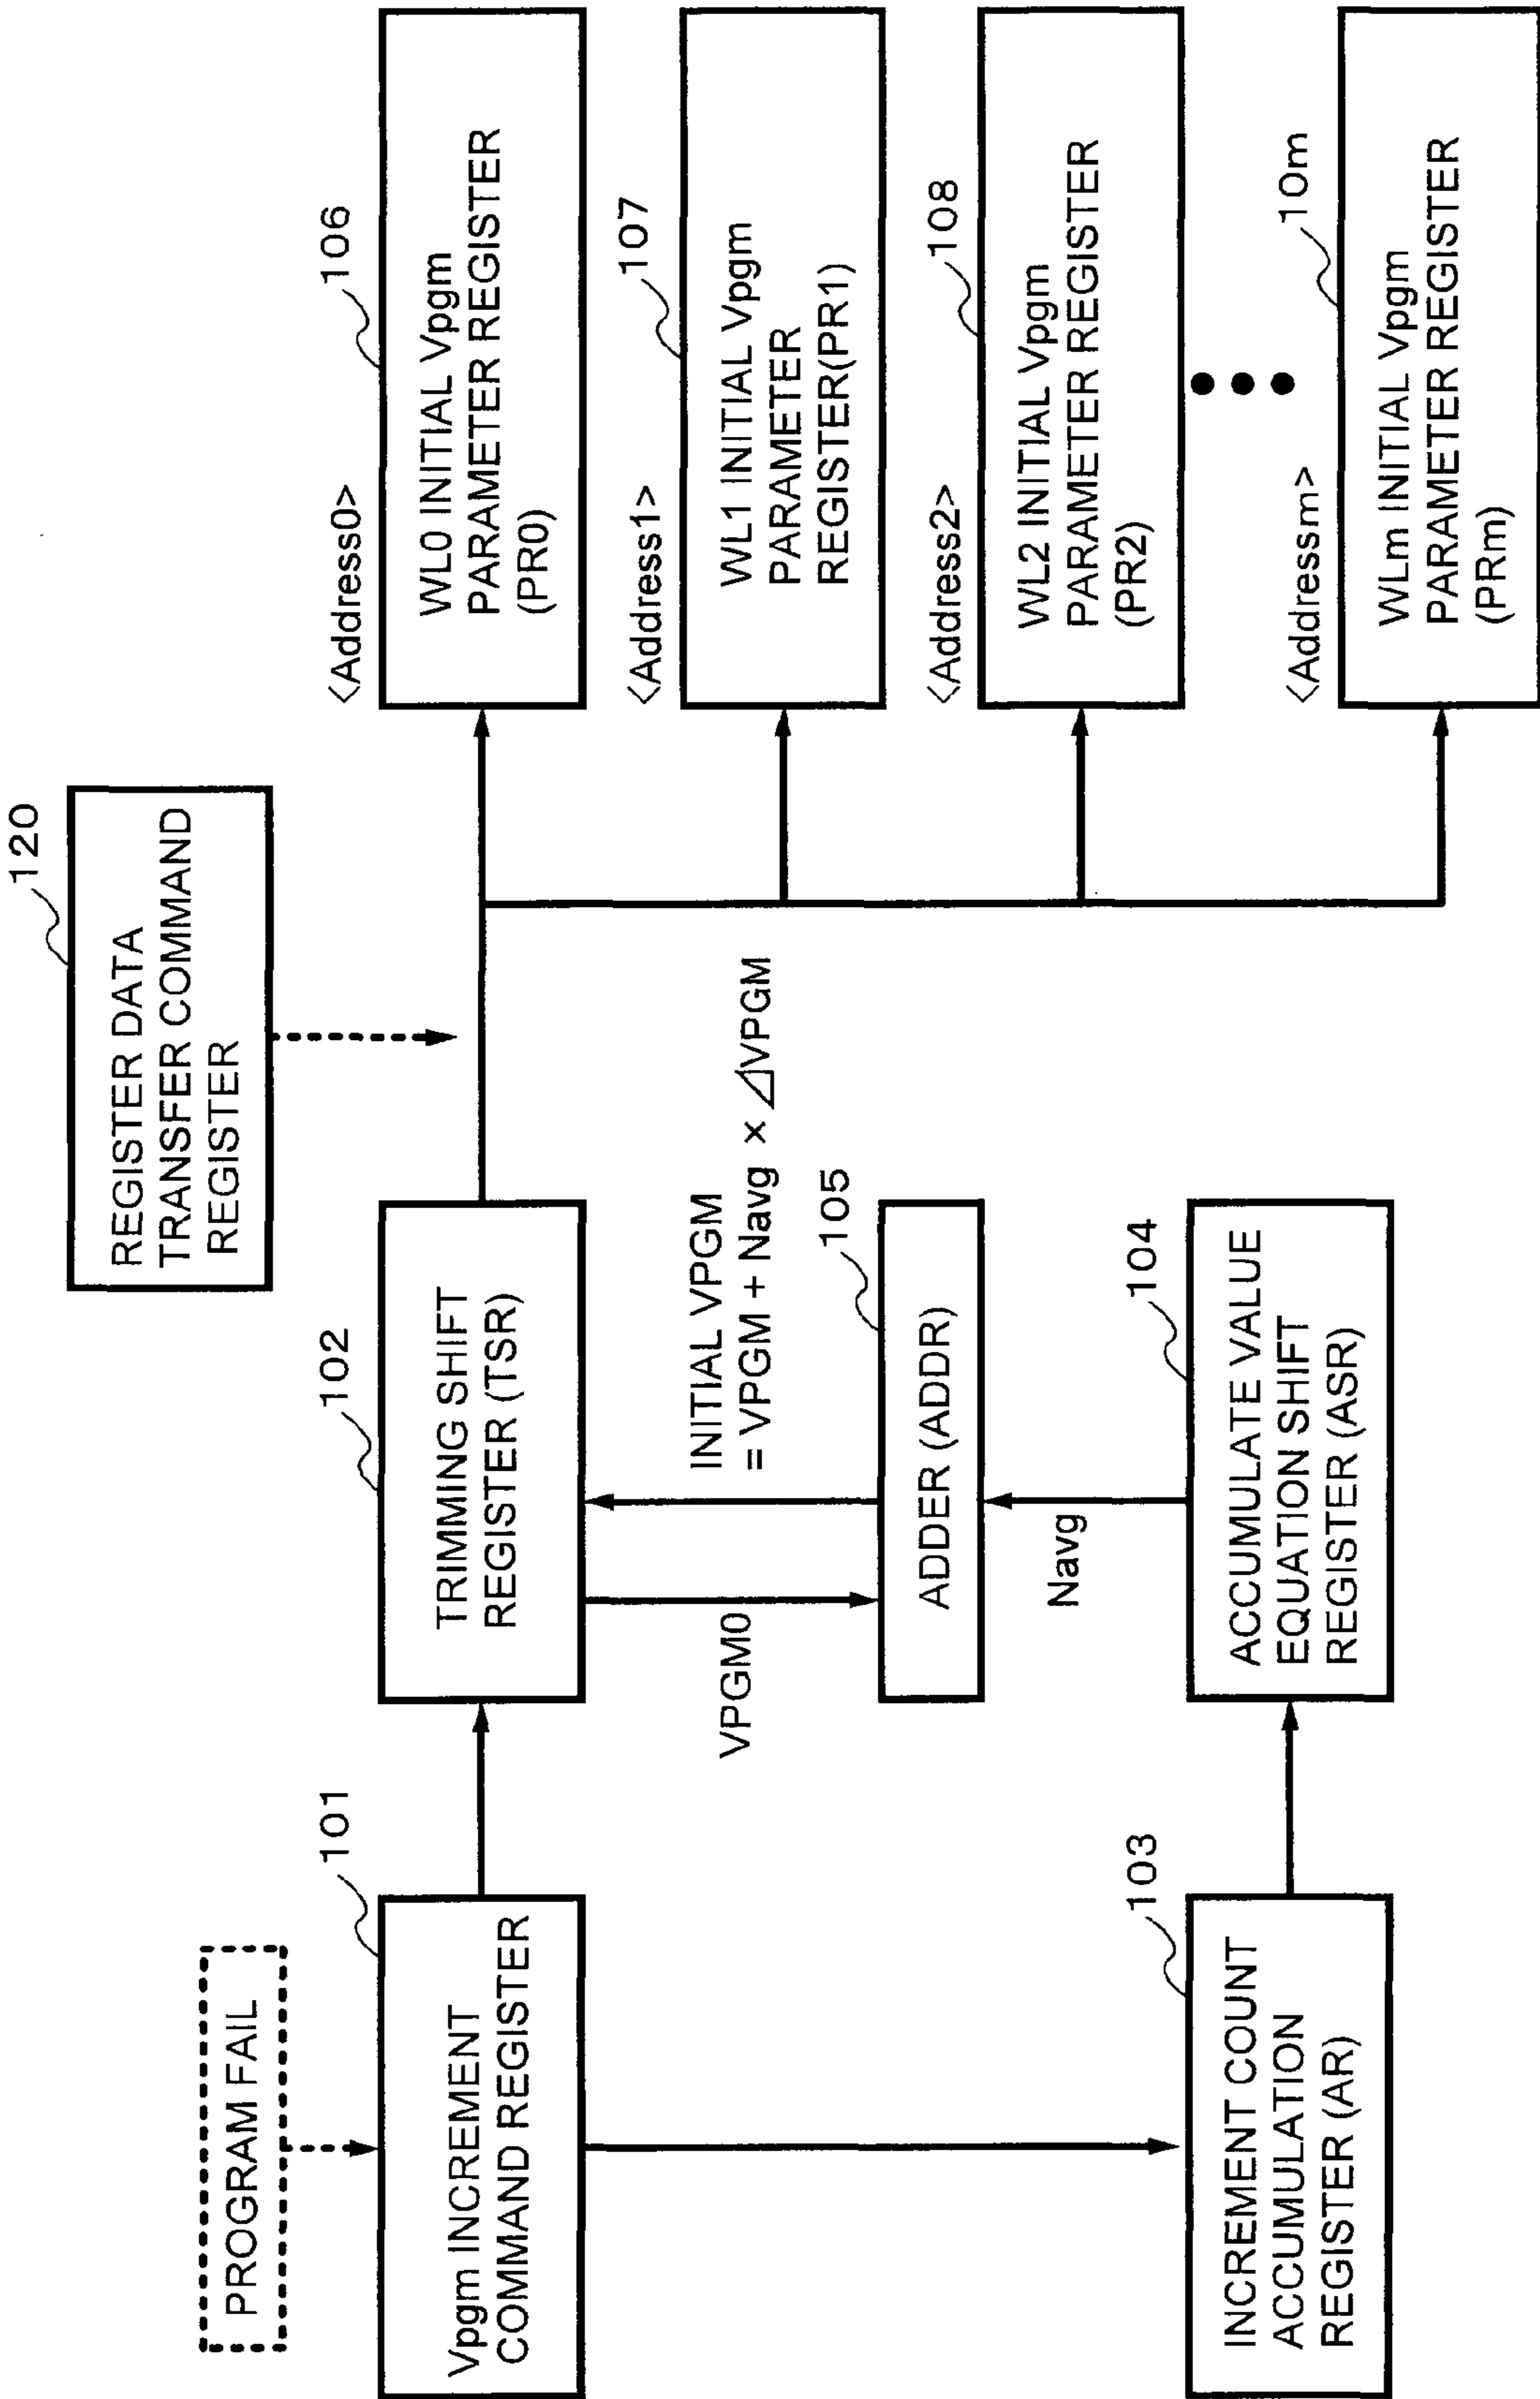 PROGRAM FAIL
101
Vpgm INCREMENT
COMMAND REGISTER
103
INCREMENT COUNT
ACCUMULATION
REGISTER (AR)
102
TRIMMING SHIFT
REGISTER (TSR)
VPGM0
INITIAL VPGM
= VPGM + Navg × ⊿VPGM
105
ADDER (ADDR)
Navg
104
ACCUMULATE VALUE
EQUATION SHIFT
REGISTER (ASR)
120
REGISTER DATA
TRANSFER COMMAND
REGISTER
<Address0>
106
WL0 INITIAL Vpgm
PARAMETER REGISTER
(PR0)
<Address1>
107
WL1 INITIAL Vpgm
PARAMETER
REGISTER(PR1)
<Address2>
108
WL2 INITIAL Vpgm
PARAMETER REGISTER
(PR2)
<Addressm>
10m
WLm INITIAL Vpgm
PARAMETER REGISTER
(PRm)